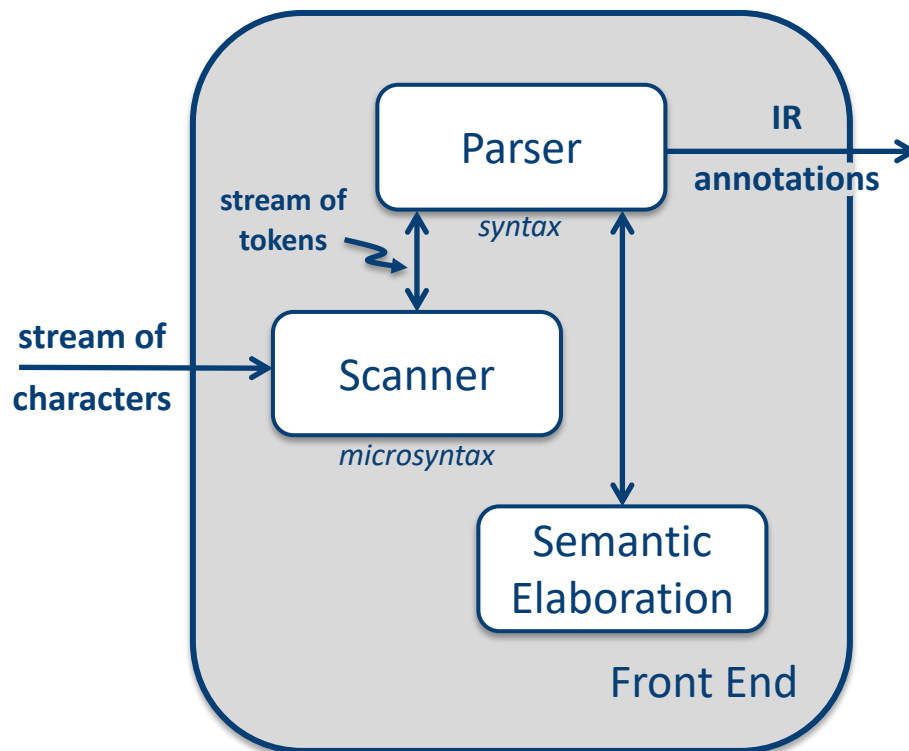 Parser
IR
annotations
stream of
tokens
syntax
stream of
characters
Scanner
microsyntax
Semantic
Elaboration
Front End